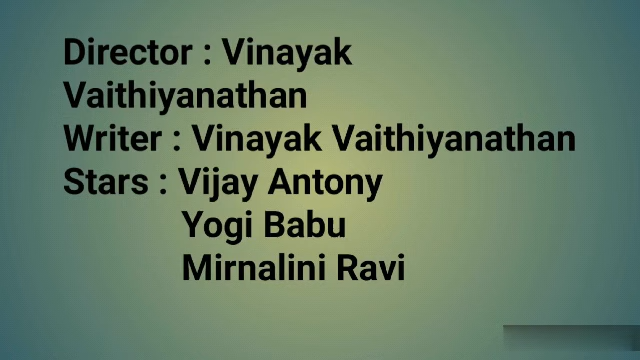 Director : Vinayak
Vaithiyanathan
Writer : Vinayak Vaithiyanathan
Stars : Vijay Antony
Yogi Babu
Mirnalini Ravi